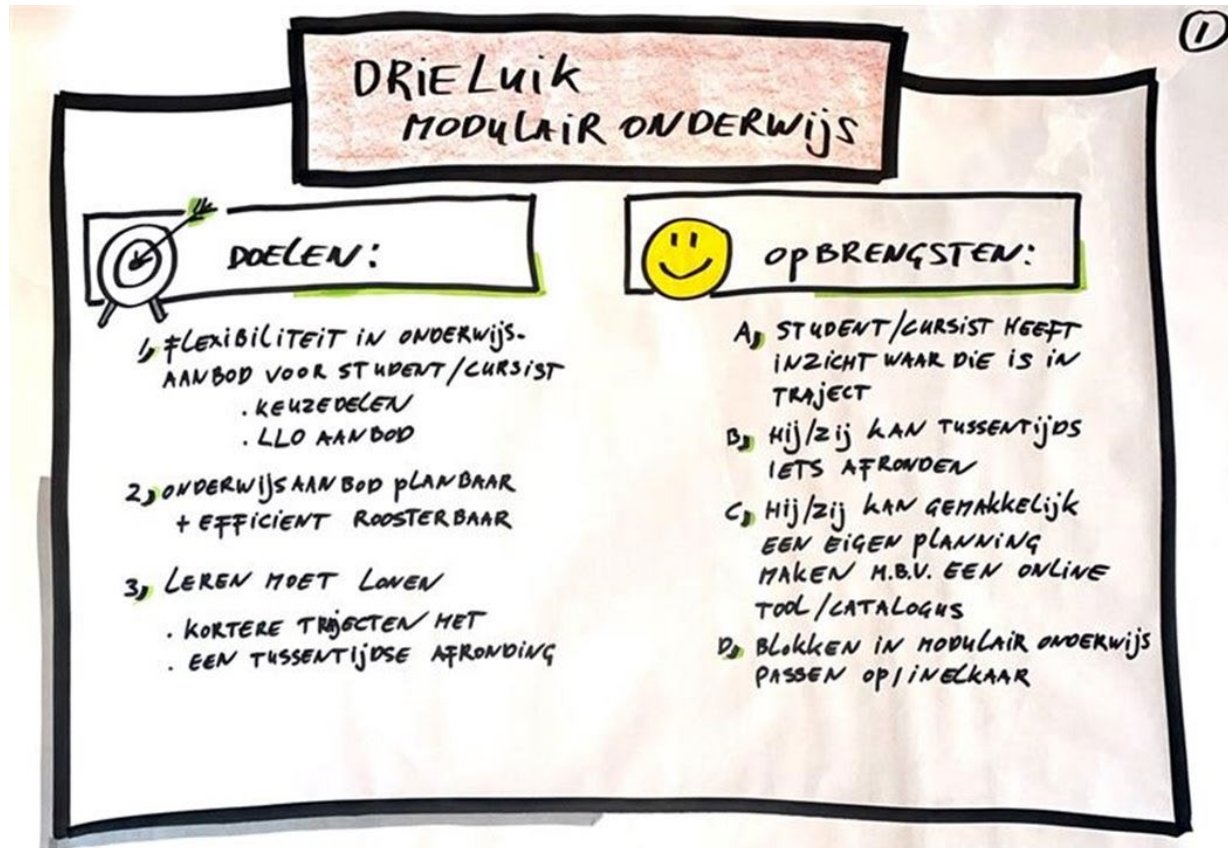 1
DRIELUIK
MODULAIR ONDERWIJS
DOELEN:
1) FLEXIBILITEIT IN ONDERWIJS-
AANBOD VOOR STUDENT/CURSIST
. KEUZEDELEN
. LLO AANBOD
2) ONDERWIJSAANBOD PLANBAAR
+ EFFICIENT ROOSTERBAAR
3) LEREN MOET LONEN
. KORTERE TRAJECTEN MET
. EEN TUSSENTIJDSE AFRONDING
OPBRENGSTEN:
A) STUDENT/CURSIST HEEFT
INZICHT WAAR DIE IS IN
TRAJECT
B) HIJ/ZIJ KAN TUSSENTIJDS
IETS AFRONDEN
C) HIJ/ZIJ KAN GEMAKKELIJK
EEN EIGEN PLANNING
MAKEN M.B.V. EEN ONLINE
TOOL/CATALOGUS
D) BLOKKEN IN MODULAIR ONDERWIJS
PASSEN OP/INELKAAR